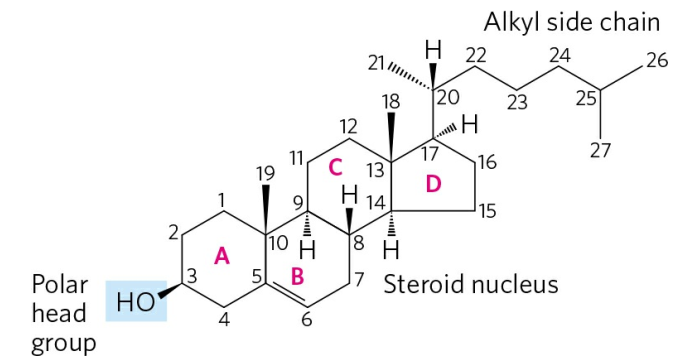 Alkyl side chain
H
21
22
24
26
20
23
25
18
H
27
12
17
11
13
16
C
D
19
H
1
9
14
15
2
10
H
8
H
A
3
5
B
7
Steroid nucleus
Polar
head
group
HO
4
6